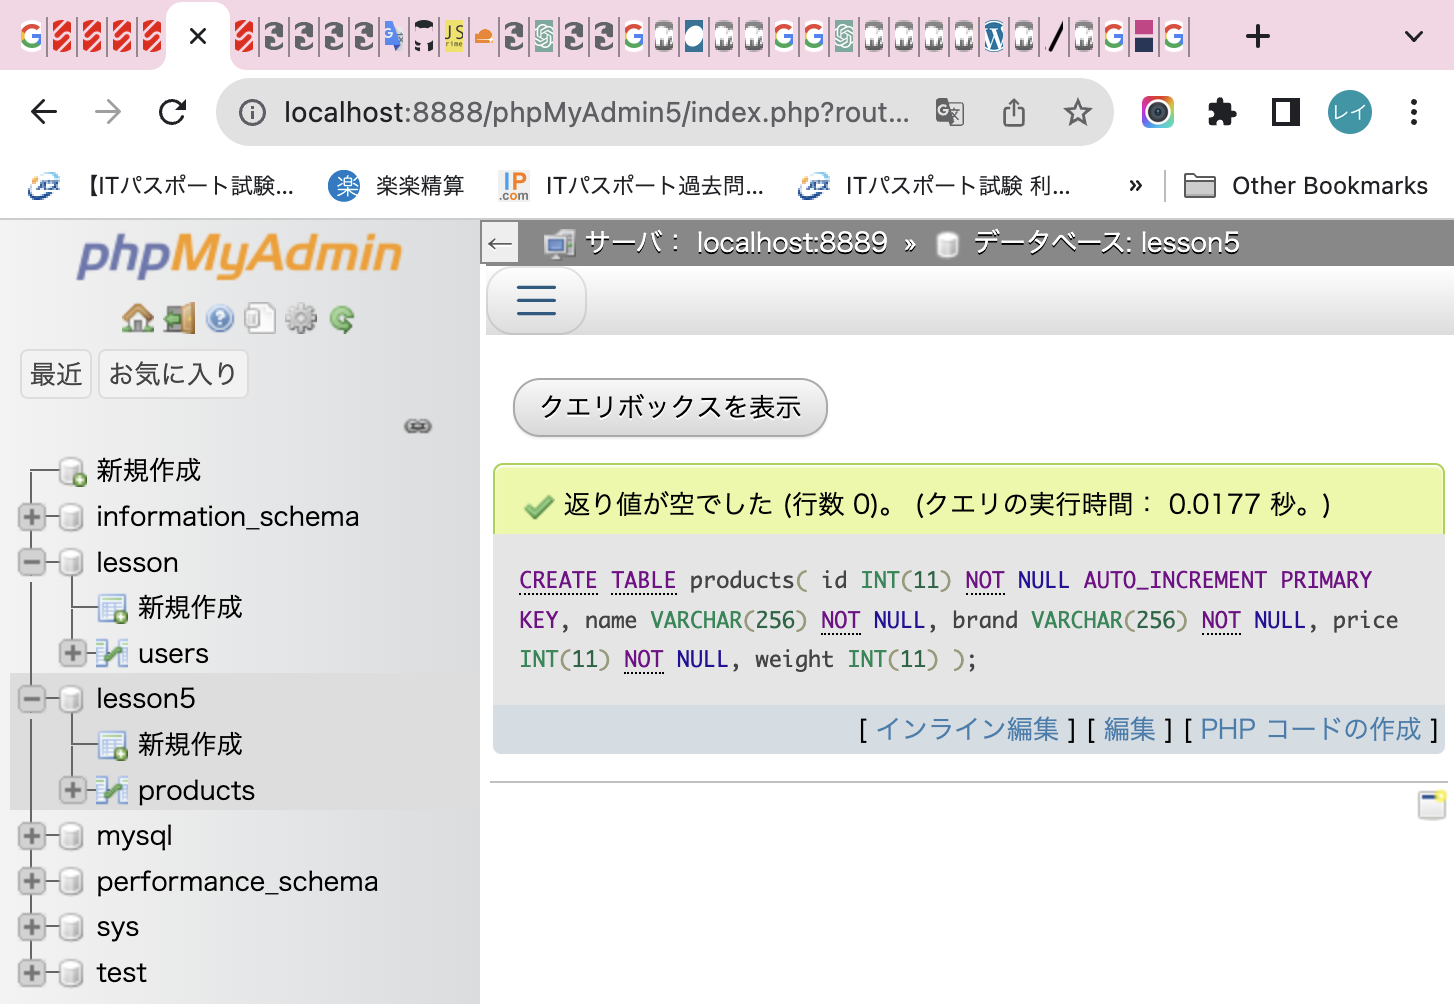 JS
rime
localhost:8888/phpMyAdmin5/index.php?rout...
レイ
【ITパスポート試験...
楽 楽楽精算
IP
.com
ITパスポート過去問...
ITパスポート試験 利...
»
Other Bookmarks
phpMyAdmin
最近
お気に入り
新規作成
information_schema
lesson
新規作成
users
lesson5
新規作成
products
mysql
performance_schema
sys
test
← サーバ： localhost:8889 » データベース: lesson5
クエリボックスを表示
返り値が空でした (行数 0)。 (クエリの実行時間： 0.0177 秒。)
CREATE TABLE products( id INT(11) NOT NULL AUTO_INCREMENT PRIMARY
KEY, name VARCHAR(256) NOT NULL, brand VARCHAR(256) NOT NULL, price
INT(11) NOT NULL, weight INT(11) );
[ インライン編集 ] [ 編集 ] [ PHP コードの作成 ]